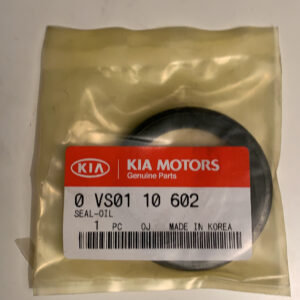 KIA
KIA MOTORS
Genuine Parts
0 VS01 10 602
SEAL-OIL
1 PC OJ MADE IN KOREA